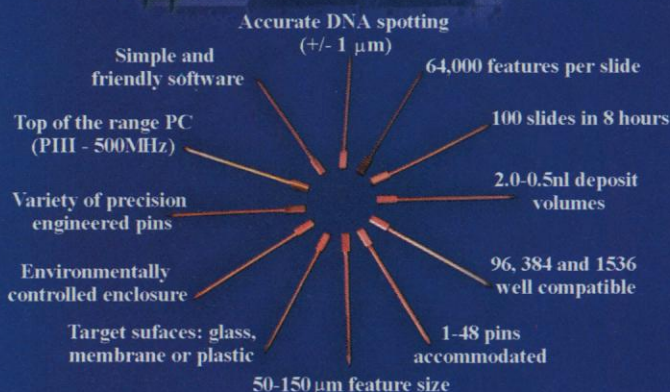 Accurate DNA spotting
(+/- 1 µm)
64,000 features per slide
100 slides in 8 hours
2.0-0.5nl deposit
volumes
96, 384 and 1536
well compatible
1-48 pins
accommodated
50-150 µm feature size
Target sufaces: glass,
membrane or plastic
Environmentally
controlled enclosure
Variety of precision
engineered pins
Top of the range PC
(PIII - 500MHz)
Simple and
friendly software